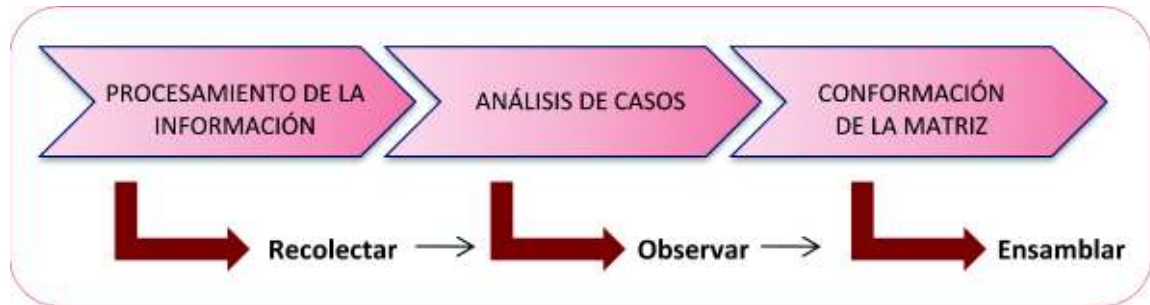 PROCESAMIENTO DE LA
INFORMACIÓN
ANÁLISIS DE CASOS
CONFORMACIÓN
DE LA MATRIZ
Recolectar
Observar
Ensamblar